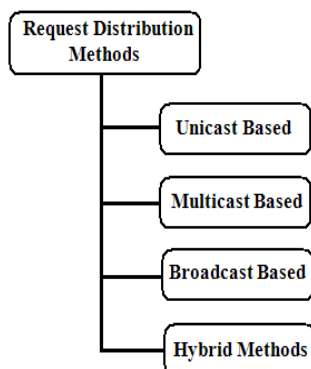 Request Distribution
Methods
Unicast Based
Multicast Based
Broadcast Based
Hybrid Methods